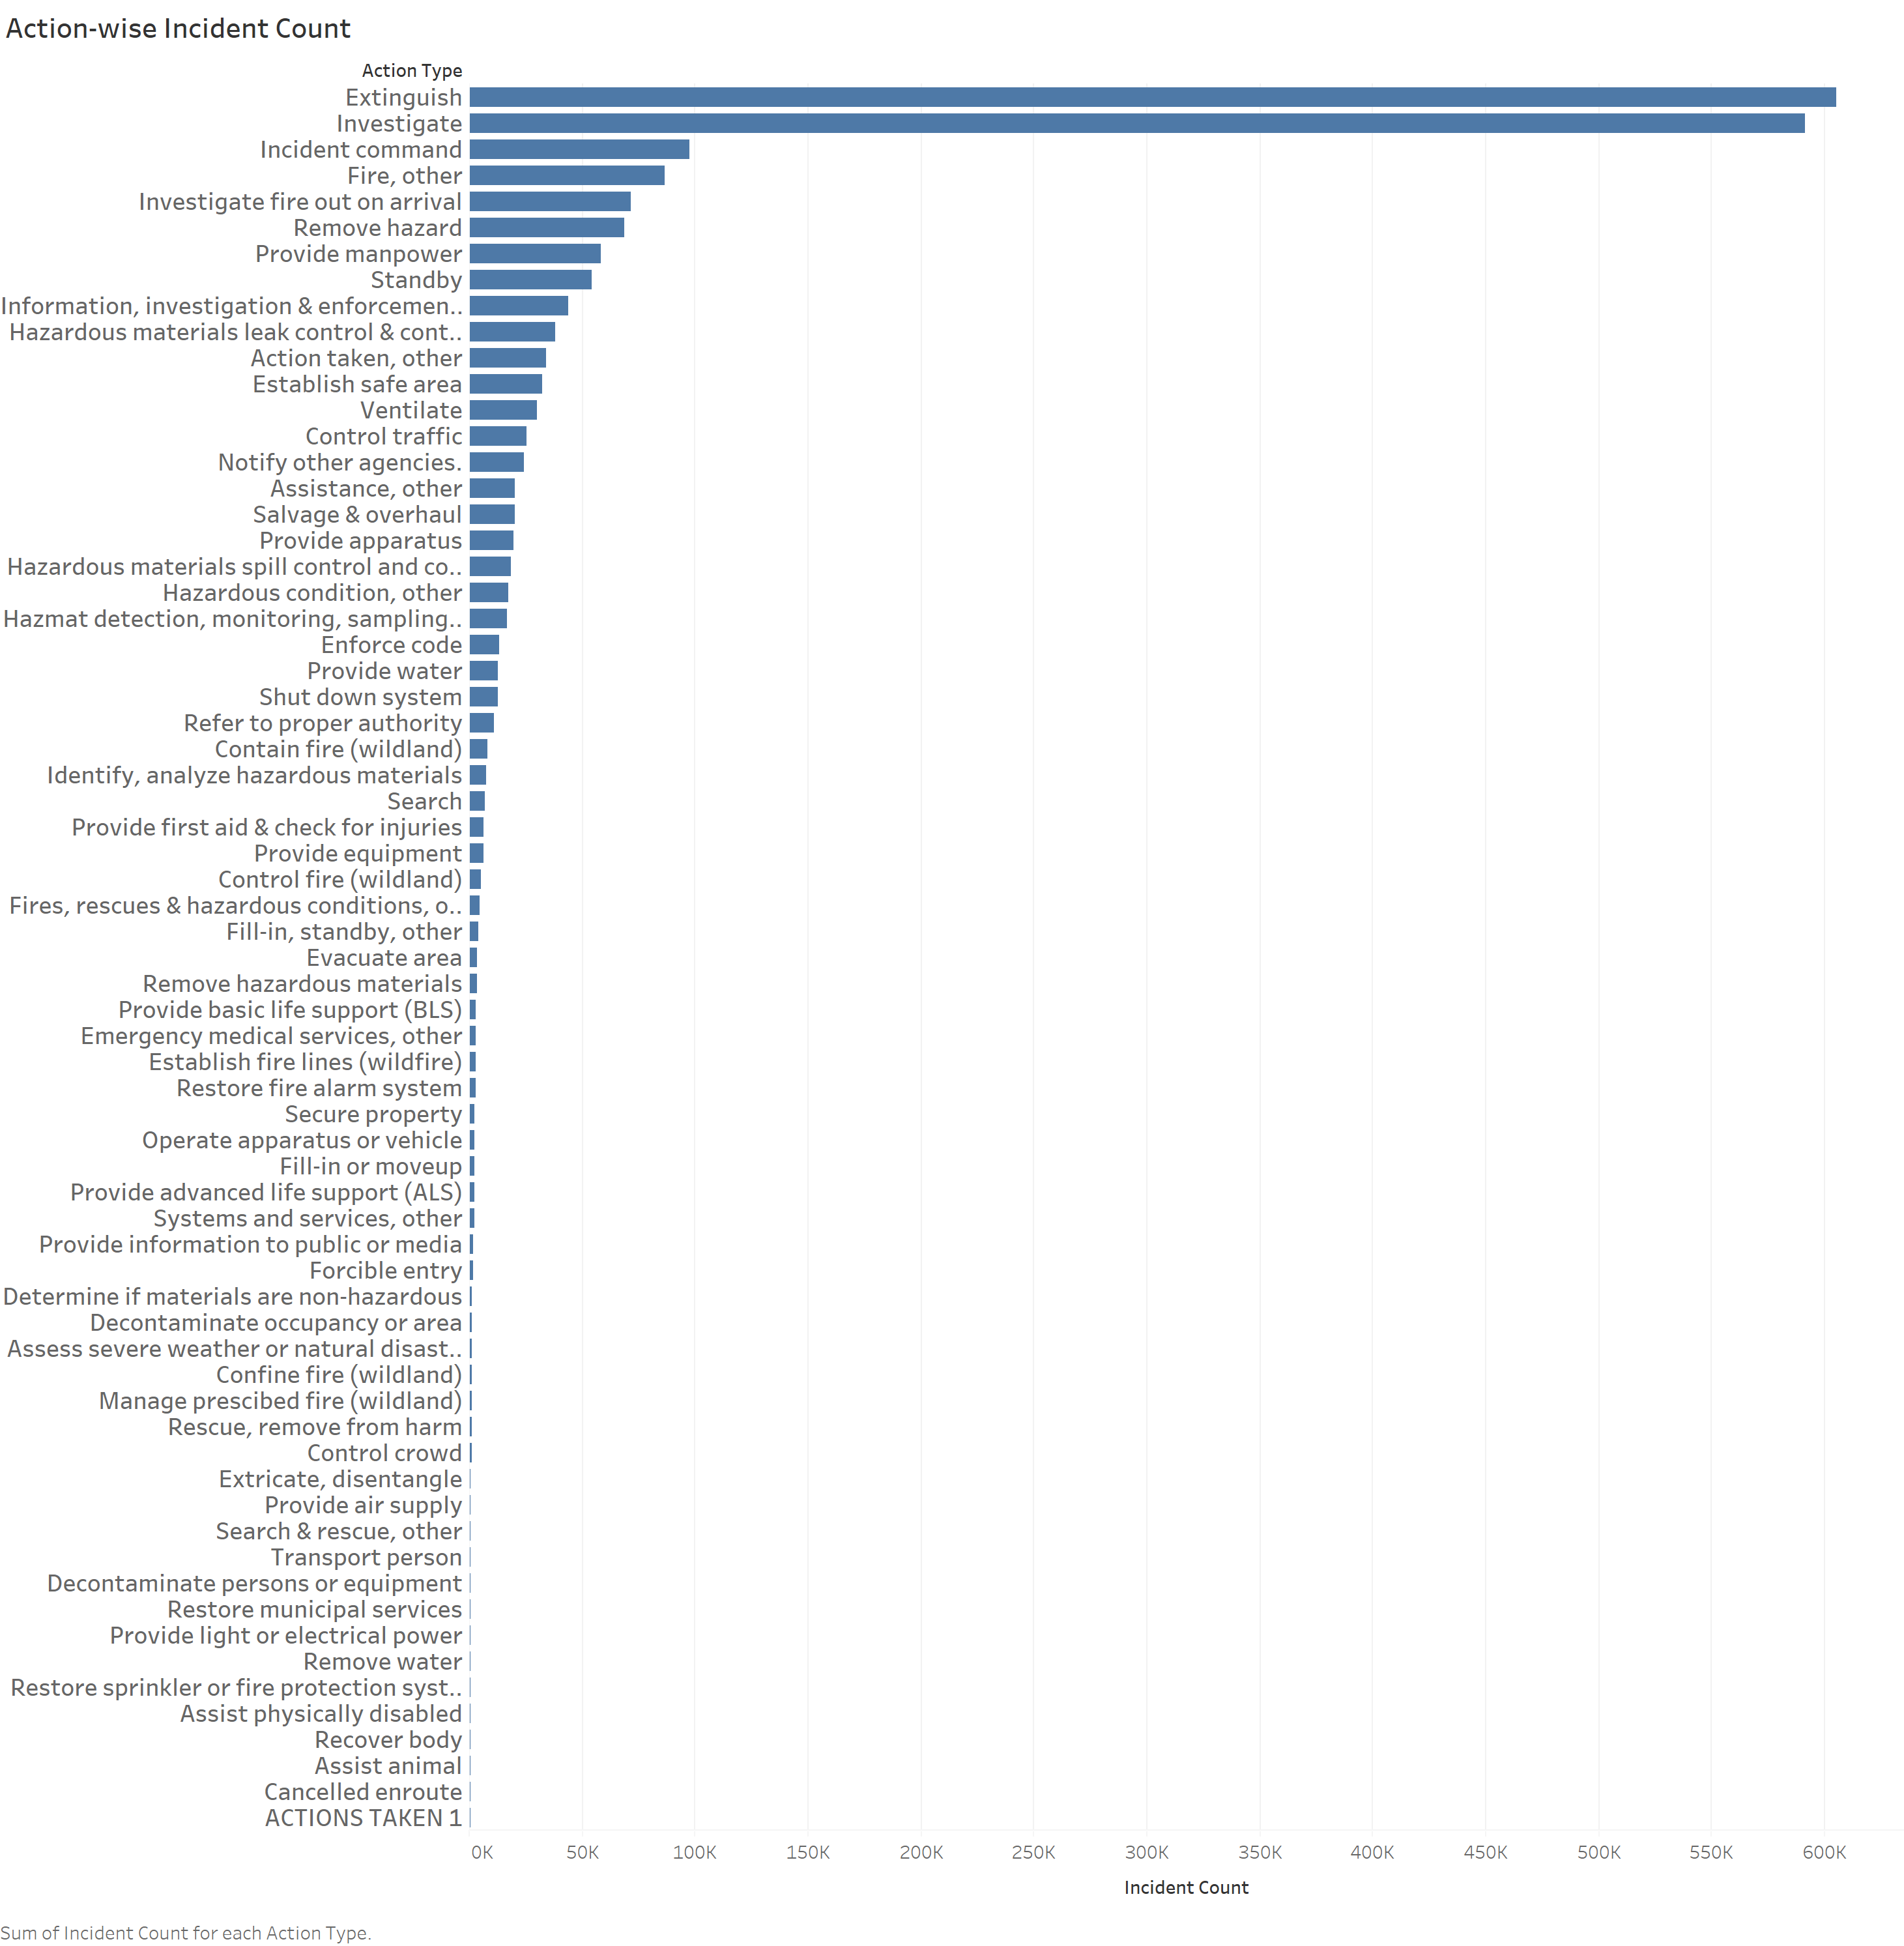 Action-wise Incident Count
Action Type
Extinguish
Investigate
Incident command
Fire, other
Investigate fire out on arrival
Remove hazard
Provide manpower
Standby
Information, investigation & enforcemen..
Hazardous materials leak control & cont..
Action taken, other
Establish safe area
Ventilate
Control traffic
Notify other agencies.
Assistance, other
Salvage & overhaul
Provide apparatus
Hazardous materials spill control and co..
Hazardous condition, other
Hazmat detection, monitoring, sampling..
Enforce code
Provide water
Shut down system
Refer to proper authority
Contain fire (wildland)
Identify, analyze hazardous materials
Search
Provide first aid & check for injuries
Provide equipment
Control fire (wildland)
Fires, rescues & hazardous conditions, o..
Fill-in, standby, other
Evacuate area
Remove hazardous materials
Provide basic life support (BLS)
Emergency medical services, other
Establish fire lines (wildfire)
Restore fire alarm system
Secure property
Operate apparatus or vehicle
Fill-in or moveup
Provide advanced life support (ALS)
Systems and services, other
Provide information to public or media
Forcible entry
Determine if materials are non-hazardous
Decontaminate occupancy or area
Assess severe weather or natural disast..
Confine fire (wildland)
Manage prescibed fire (wildland)
Rescue, remove from harm
Control crowd
Extricate, disentangle
Provide air supply
Search & rescue, other
Transport person
Decontaminate persons or equipment
Restore municipal services
Provide light or electrical power
Remove water
Restore sprinkler or fire protection syst..
Assist physically disabled
Recover body
Assist animal
Cancelled enroute
ACTIONS TAKEN 1
0K 50K 100K 150K 200K 250K 300K 350K 400K 450K 500K 550K 600K
Incident Count
Sum of Incident Count for each Action Type.